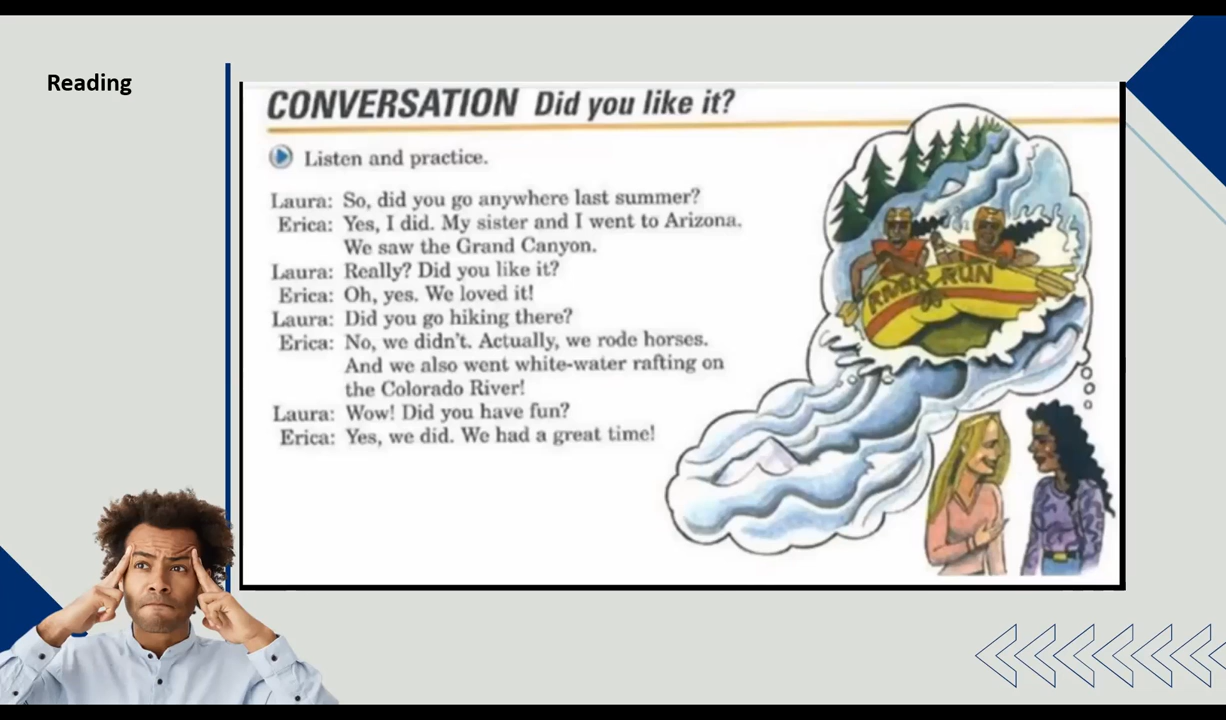 Reading
CONVERSATION Did you like it?
Listen and practice.
Laura: So, did you go anywhere last summer?
Erica: Yes, I did. My sister and I went to Arizona.
We saw the Grand Canyon.
Laura: Really? Did you like it?
Erica: Oh, yes. We loved it!
Laura: Did you go hiking there?
Erica: No, we didn't. Actually, we rode horses.
And we also went white-water rafting on
the Colorado River!
Laura: Wow! Did you have fun?
Erica: Yes, we did. We had a great time!
RIVER RUN